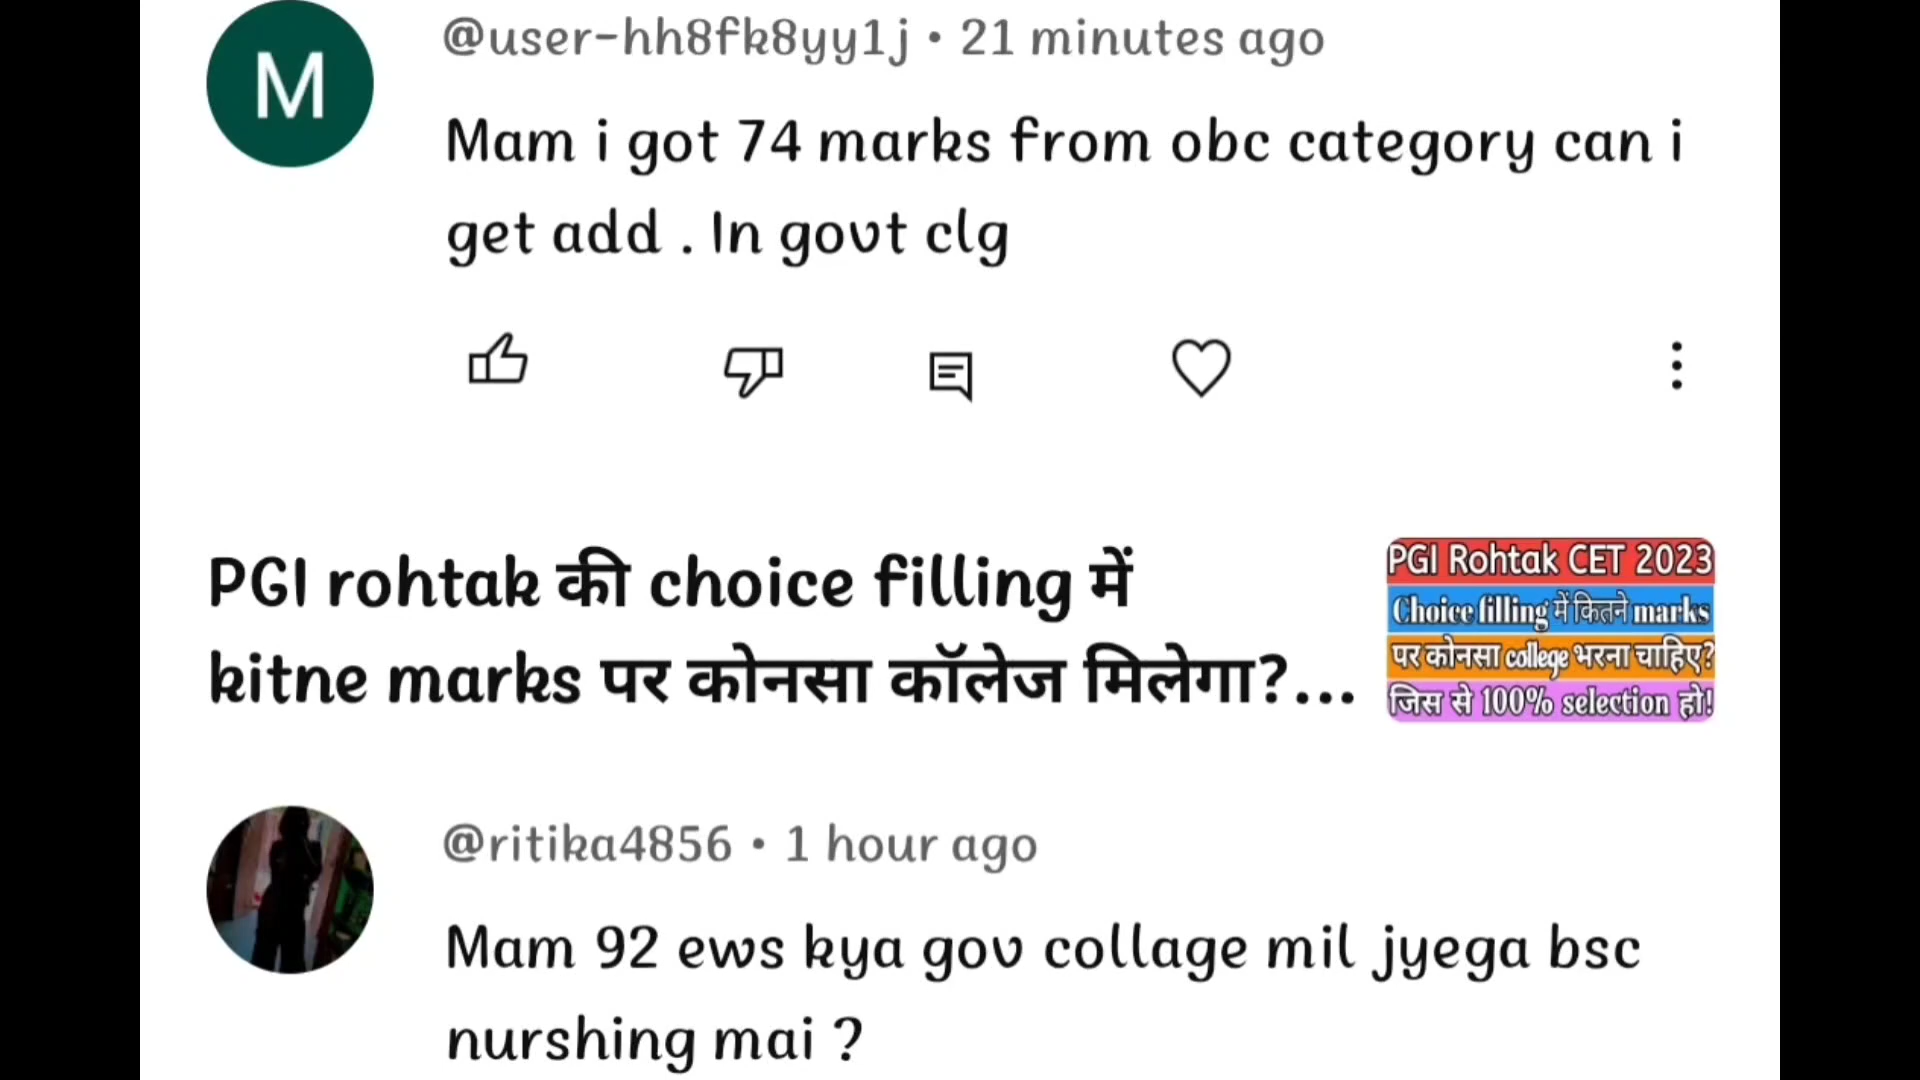 M
@user-hh8fk8yy1j • 21 minutes ago
Mam i got 74 marks from obc category can i
get add . In govt clg
PGI rohtak की choice filling में
kitne marks पर कोनसा कॉलेज मिलेगा?...
PGI Rohtak CET 2023
Choice filling में कितने marks
पर कोनसा college भरना चाहिए?
जिस से 100% selection हो!
@ritika4856 • 1 hour ago
Mam 92 ews kya gov collage mil jyega bsc
nurshing mai ?